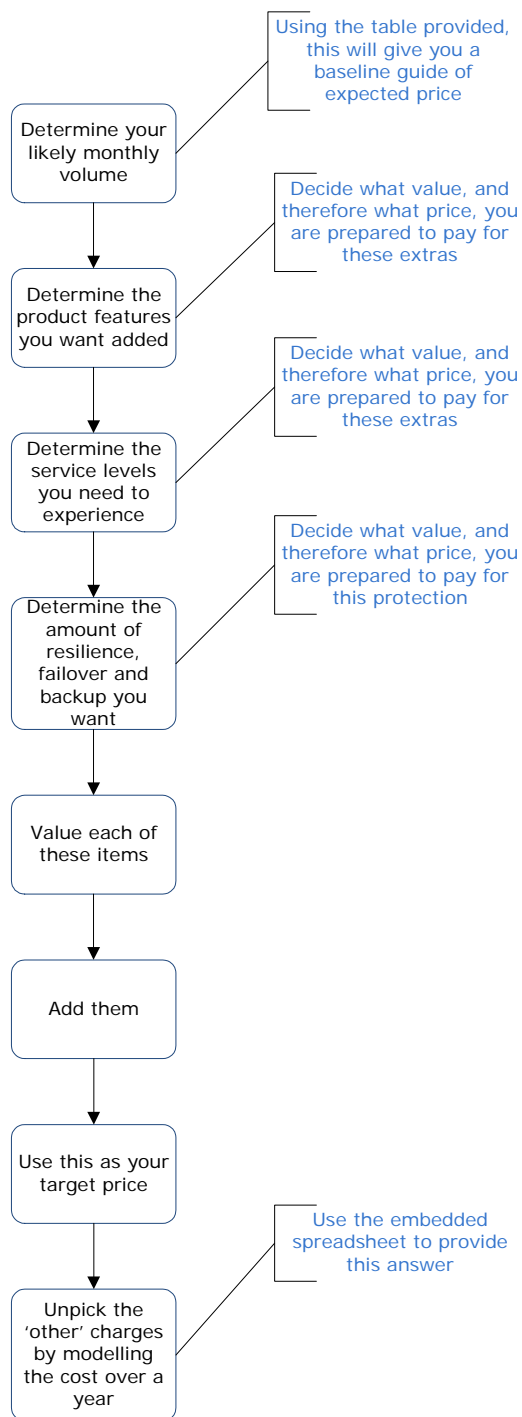 Using the table provided,
this will give you a
baseline guide of
expected price
Determine your
likely monthly
volume
Decide what value, and
therefore what price, you
are prepared to pay for
these extras
Determine the
product features
you want added
Decide what value, and
therefore what price, you
are prepared to pay for
these extras
Determine the
service levels
you need to
experience
Decide what value, and
therefore what price, you
are prepared to pay for
this protection
Determine the
amount of
resilience,
failover and
backup you
want
Value each of
these items
Add them
Use this as your
target price
Use the embedded
spreadsheet to provide
this answer
Unpick the
‘other’ charges
by modelling
the cost over a
year